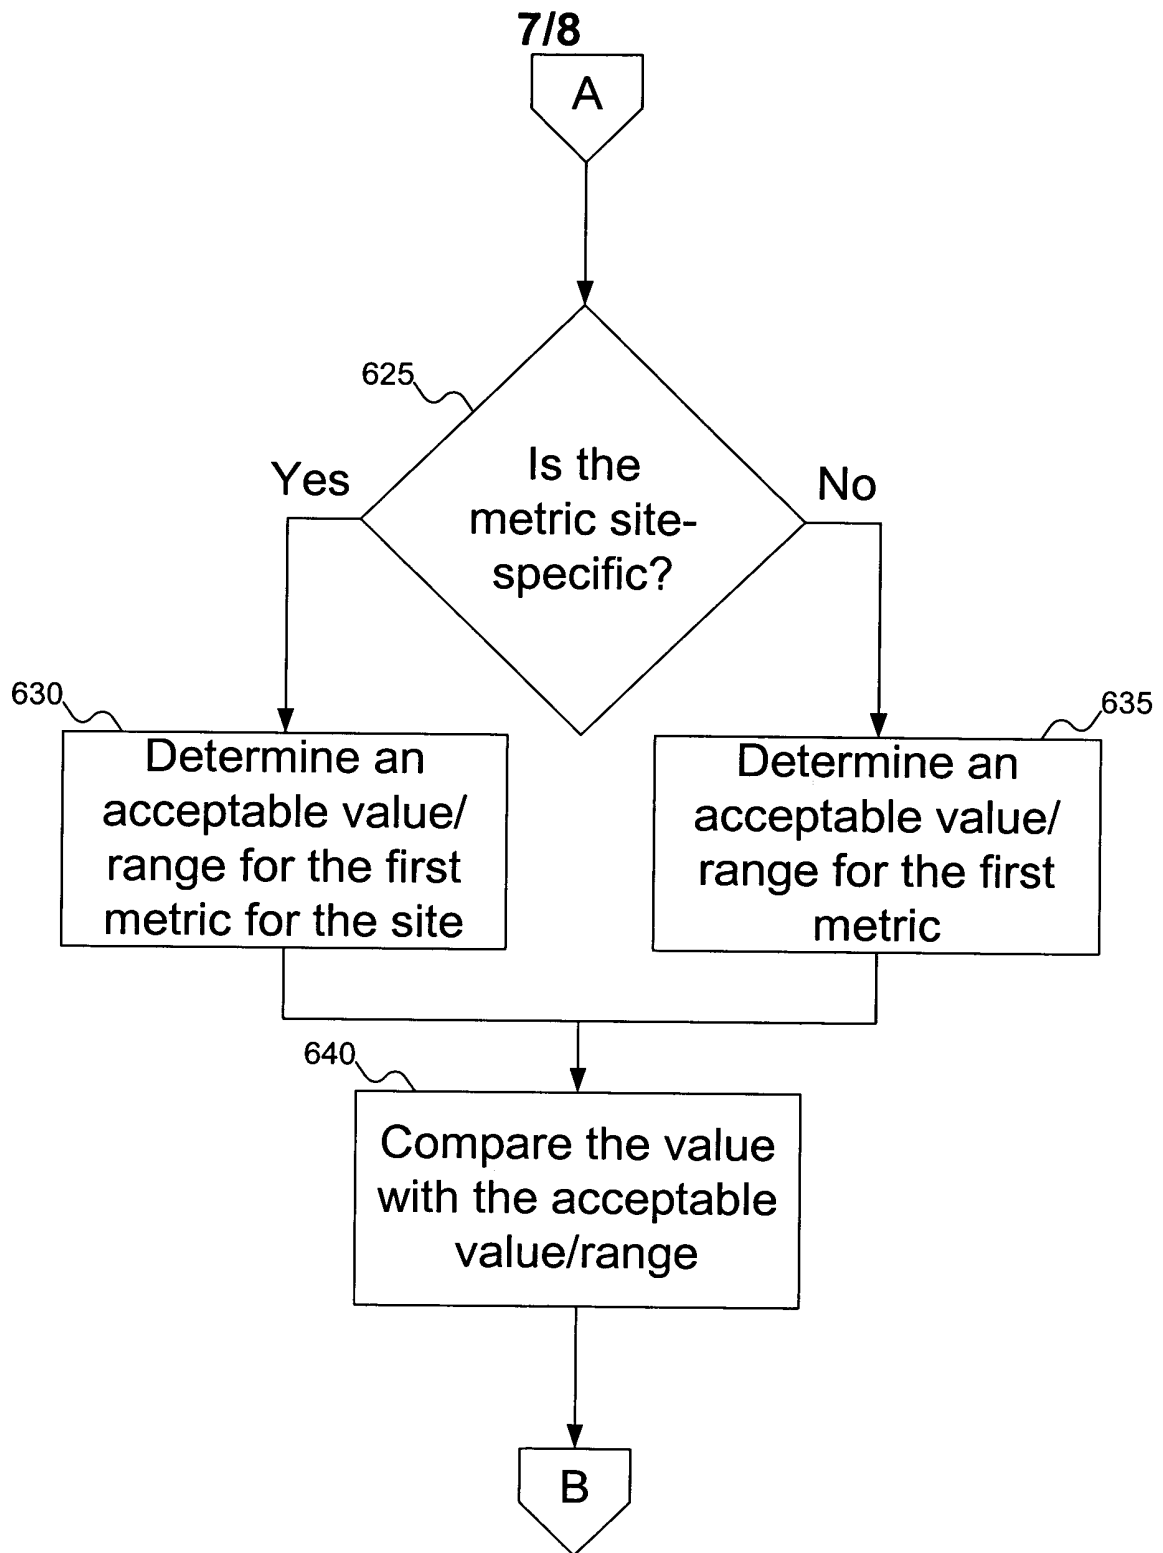 7/8
A
625
Is the
metric site-
specific?
Yes
No
630
Determine an
acceptable value/
range for the first
metric for the site
635
Determine an
acceptable value/
range for the first
metric
640
Compare the value
with the acceptable
value/range
B